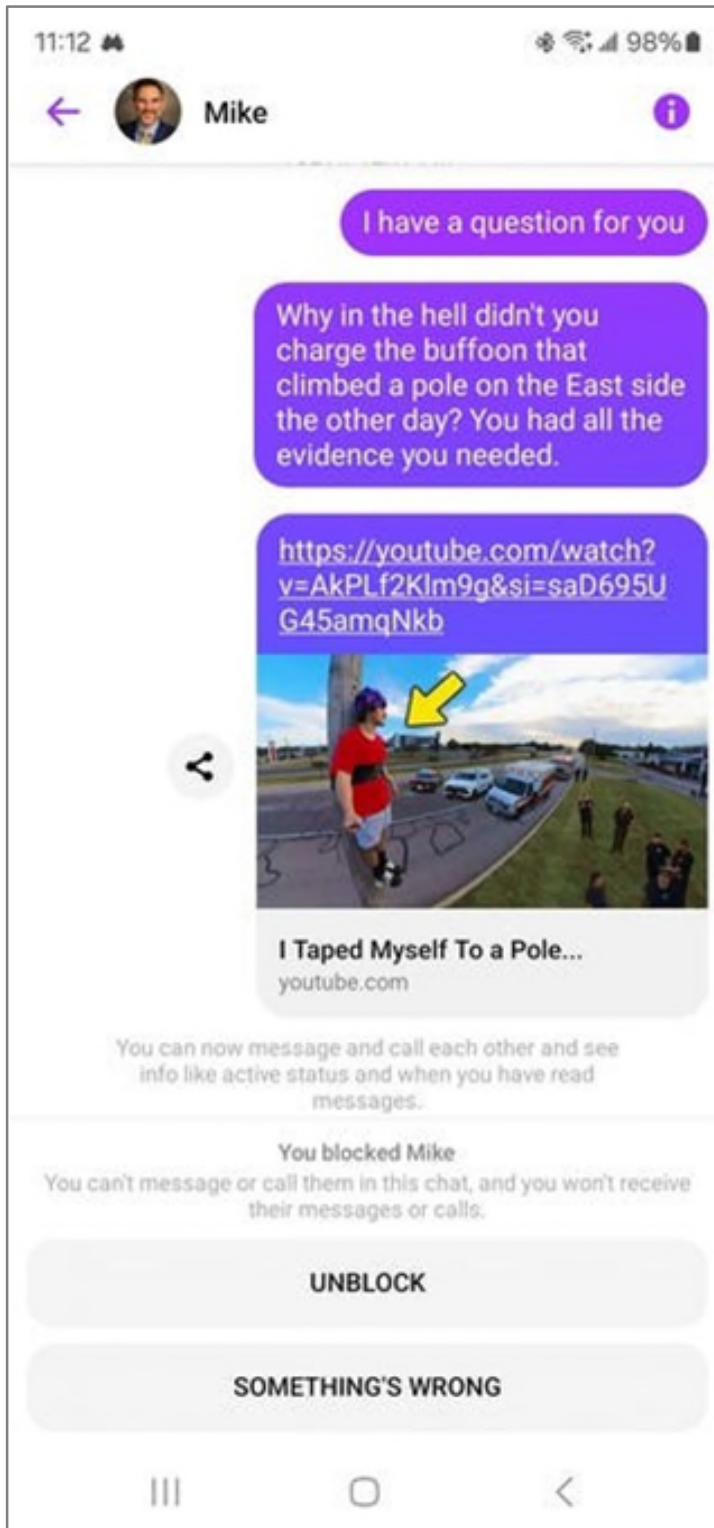 11:12
98%
Mike
I have a question for you
Why in the hell didn't you
charge the buffoon that
climbed a pole on the East side
the other day? You had all the
evidence you needed.
https://youtube.com/watch?
v=AkPLf2Klm9g&si=saD695U
G45amqNkb
I Taped Myself To a Pole...
youtube.com
You can now message and call each other and see
info like active status and when you have read
messages.
You blocked Mike
You can't message or call them in this chat, and you won't receive
their messages or calls.
UNBLOCK
SOMETHING'S WRONG